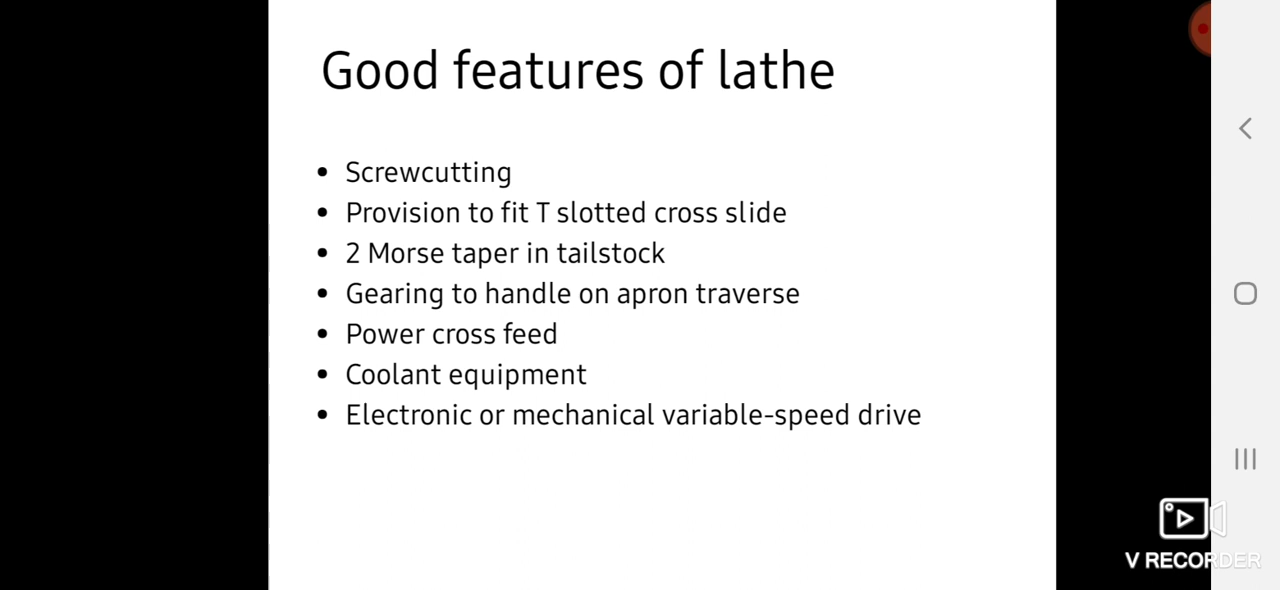 Good features of lathe
• Screwcutting
• Provision to fit T slotted cross slide
• 2 Morse taper in tailstock
• Gearing to handle on apron traverse
• Power cross feed
• Coolant equipment
• Electronic or mechanical variable-speed drive
V RECORDER